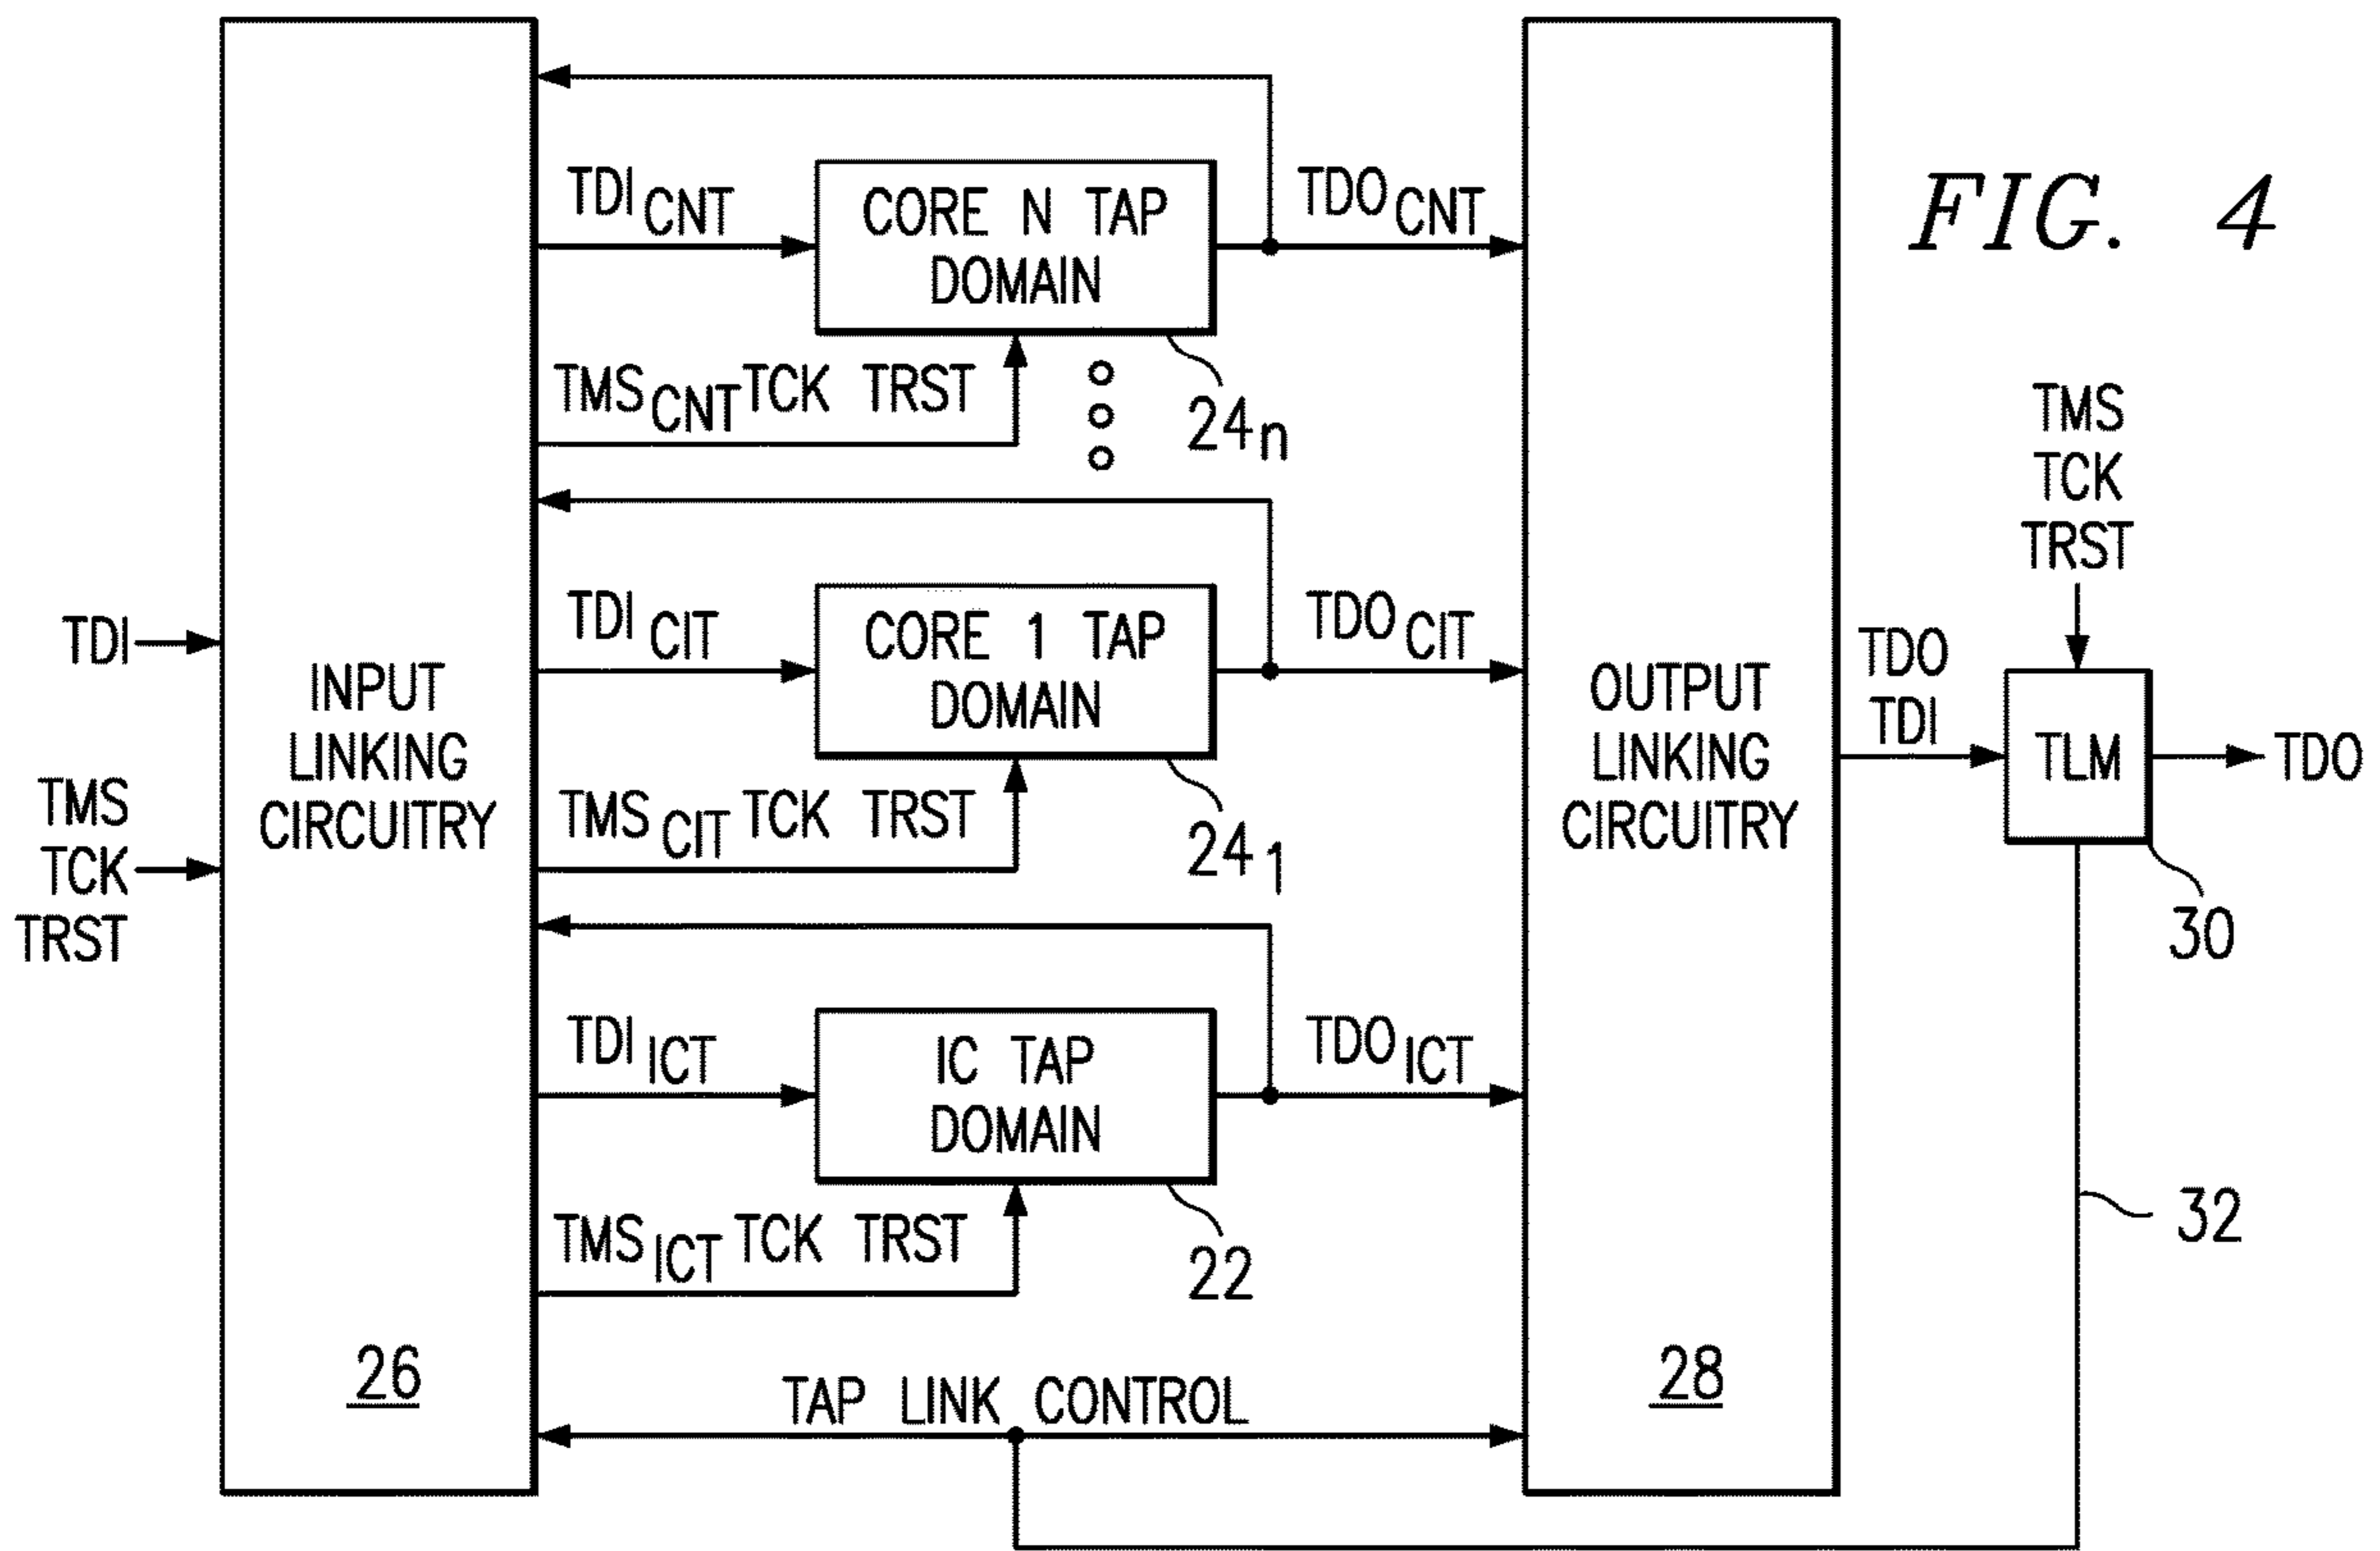 FIG. 4
TDI
TMS
TCK
TRST
INPUT
LINKING
CIRCUITRY
26
TDI CNT
CORE N TAP
DOMAIN
TDO CNT
TMS CNT TCK TRST
24n
TDI CIT
CORE 1 TAP
DOMAIN
TDO CIT
TMS CIT TCK TRST
24 1
TDI ICT
IC TAP
DOMAIN
TDO ICT
TMS ICT TCK TRST
22
TAP LINK CONTROL
OUTPUT
LINKING
CIRCUITRY
28
TMS
TCK
TRST
TDO
TDI
TLM
TDO
30
32